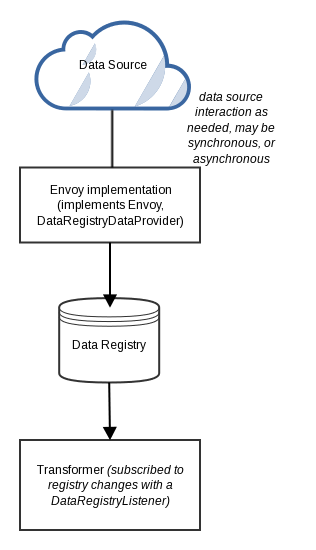 Data Source
data source
interaction as
needed, may be
synchronous, or
asynchronous
Envoy implementation
(implements Envoy,
DataRegistryDataProvider)
Data Registry
Transformer (subscribed to
registry changes with a
DataRegistryListener)